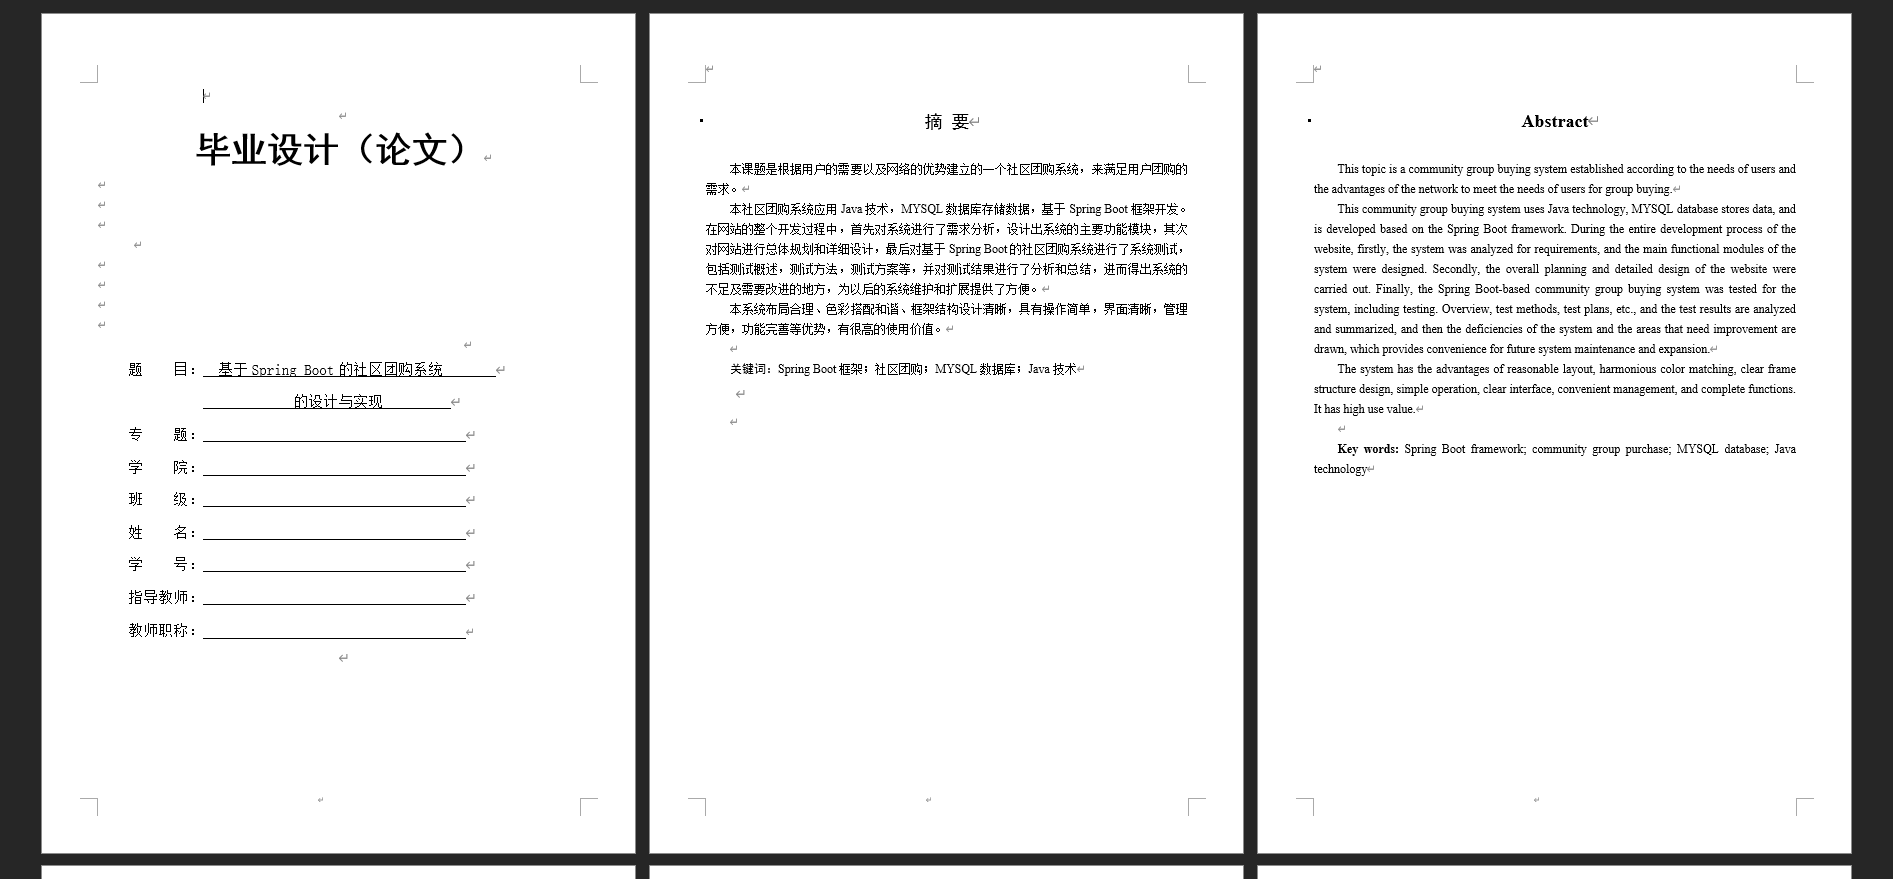 毕业设计（论文）
题 目：基于 Spring Boot 的社区团购系统
的设计与实现
专 题：
学 院：
班 级：
姓 名：
学 号：
指导教师：
教师职称：
摘 要
本课题是根据用户的需要以及网络的优势建立的一个社区团购系统，来满足用户团购的
需求。
本社区团购系统应用 Java 技术，MYSQL 数据库存储数据，基于 Spring Boot 框架开发。
在网站的整个开发过程中，首先对系统进行了需求分析，设计出系统的主要功能模块，其次
对网站进行总体规划和详细设计，最后对基于 Spring Boot 的社区团购系统进行了系统测试，
包括测试概述，测试方法，测试方案等，并对测试结果进行了分析和总结，进而得出系统的
不足及需要改进的地方，为以后的系统维护和扩展提供了方便。
本系统布局合理、色彩搭配和谐、框架结构设计清晰，具有操作简单，界面清晰，管理
方便，功能完善等优势，有很高的使用价值。
关键词：Spring Boot 框架；社区团购；MYSQL 数据库；Java 技术
Abstract
This topic is a community group buying system established according to the needs of users and
the advantages of the network to meet the needs of users for group buying.
This community group buying system uses Java technology, MYSQL database stores data, and
is developed based on the Spring Boot framework. During the entire development process of the
website, firstly, the system was analyzed for requirements, and the main functional modules of the
system were designed. Secondly, the overall planning and detailed design of the website were
carried out. Finally, the Spring Boot-based community group buying system was tested for the
system, including testing. Overview, test methods, test plans, etc., and the test results are analyzed
and summarized, and then the deficiencies of the system and the areas that need improvement are
drawn, which provides convenience for future system maintenance and expansion.
The system has the advantages of reasonable layout, harmonious color matching, clear frame
structure design, simple operation, clear interface, convenient management, and complete functions.
It has high use value.
Key words: Spring Boot framework; community group purchase; MYSQL database; Java
technology